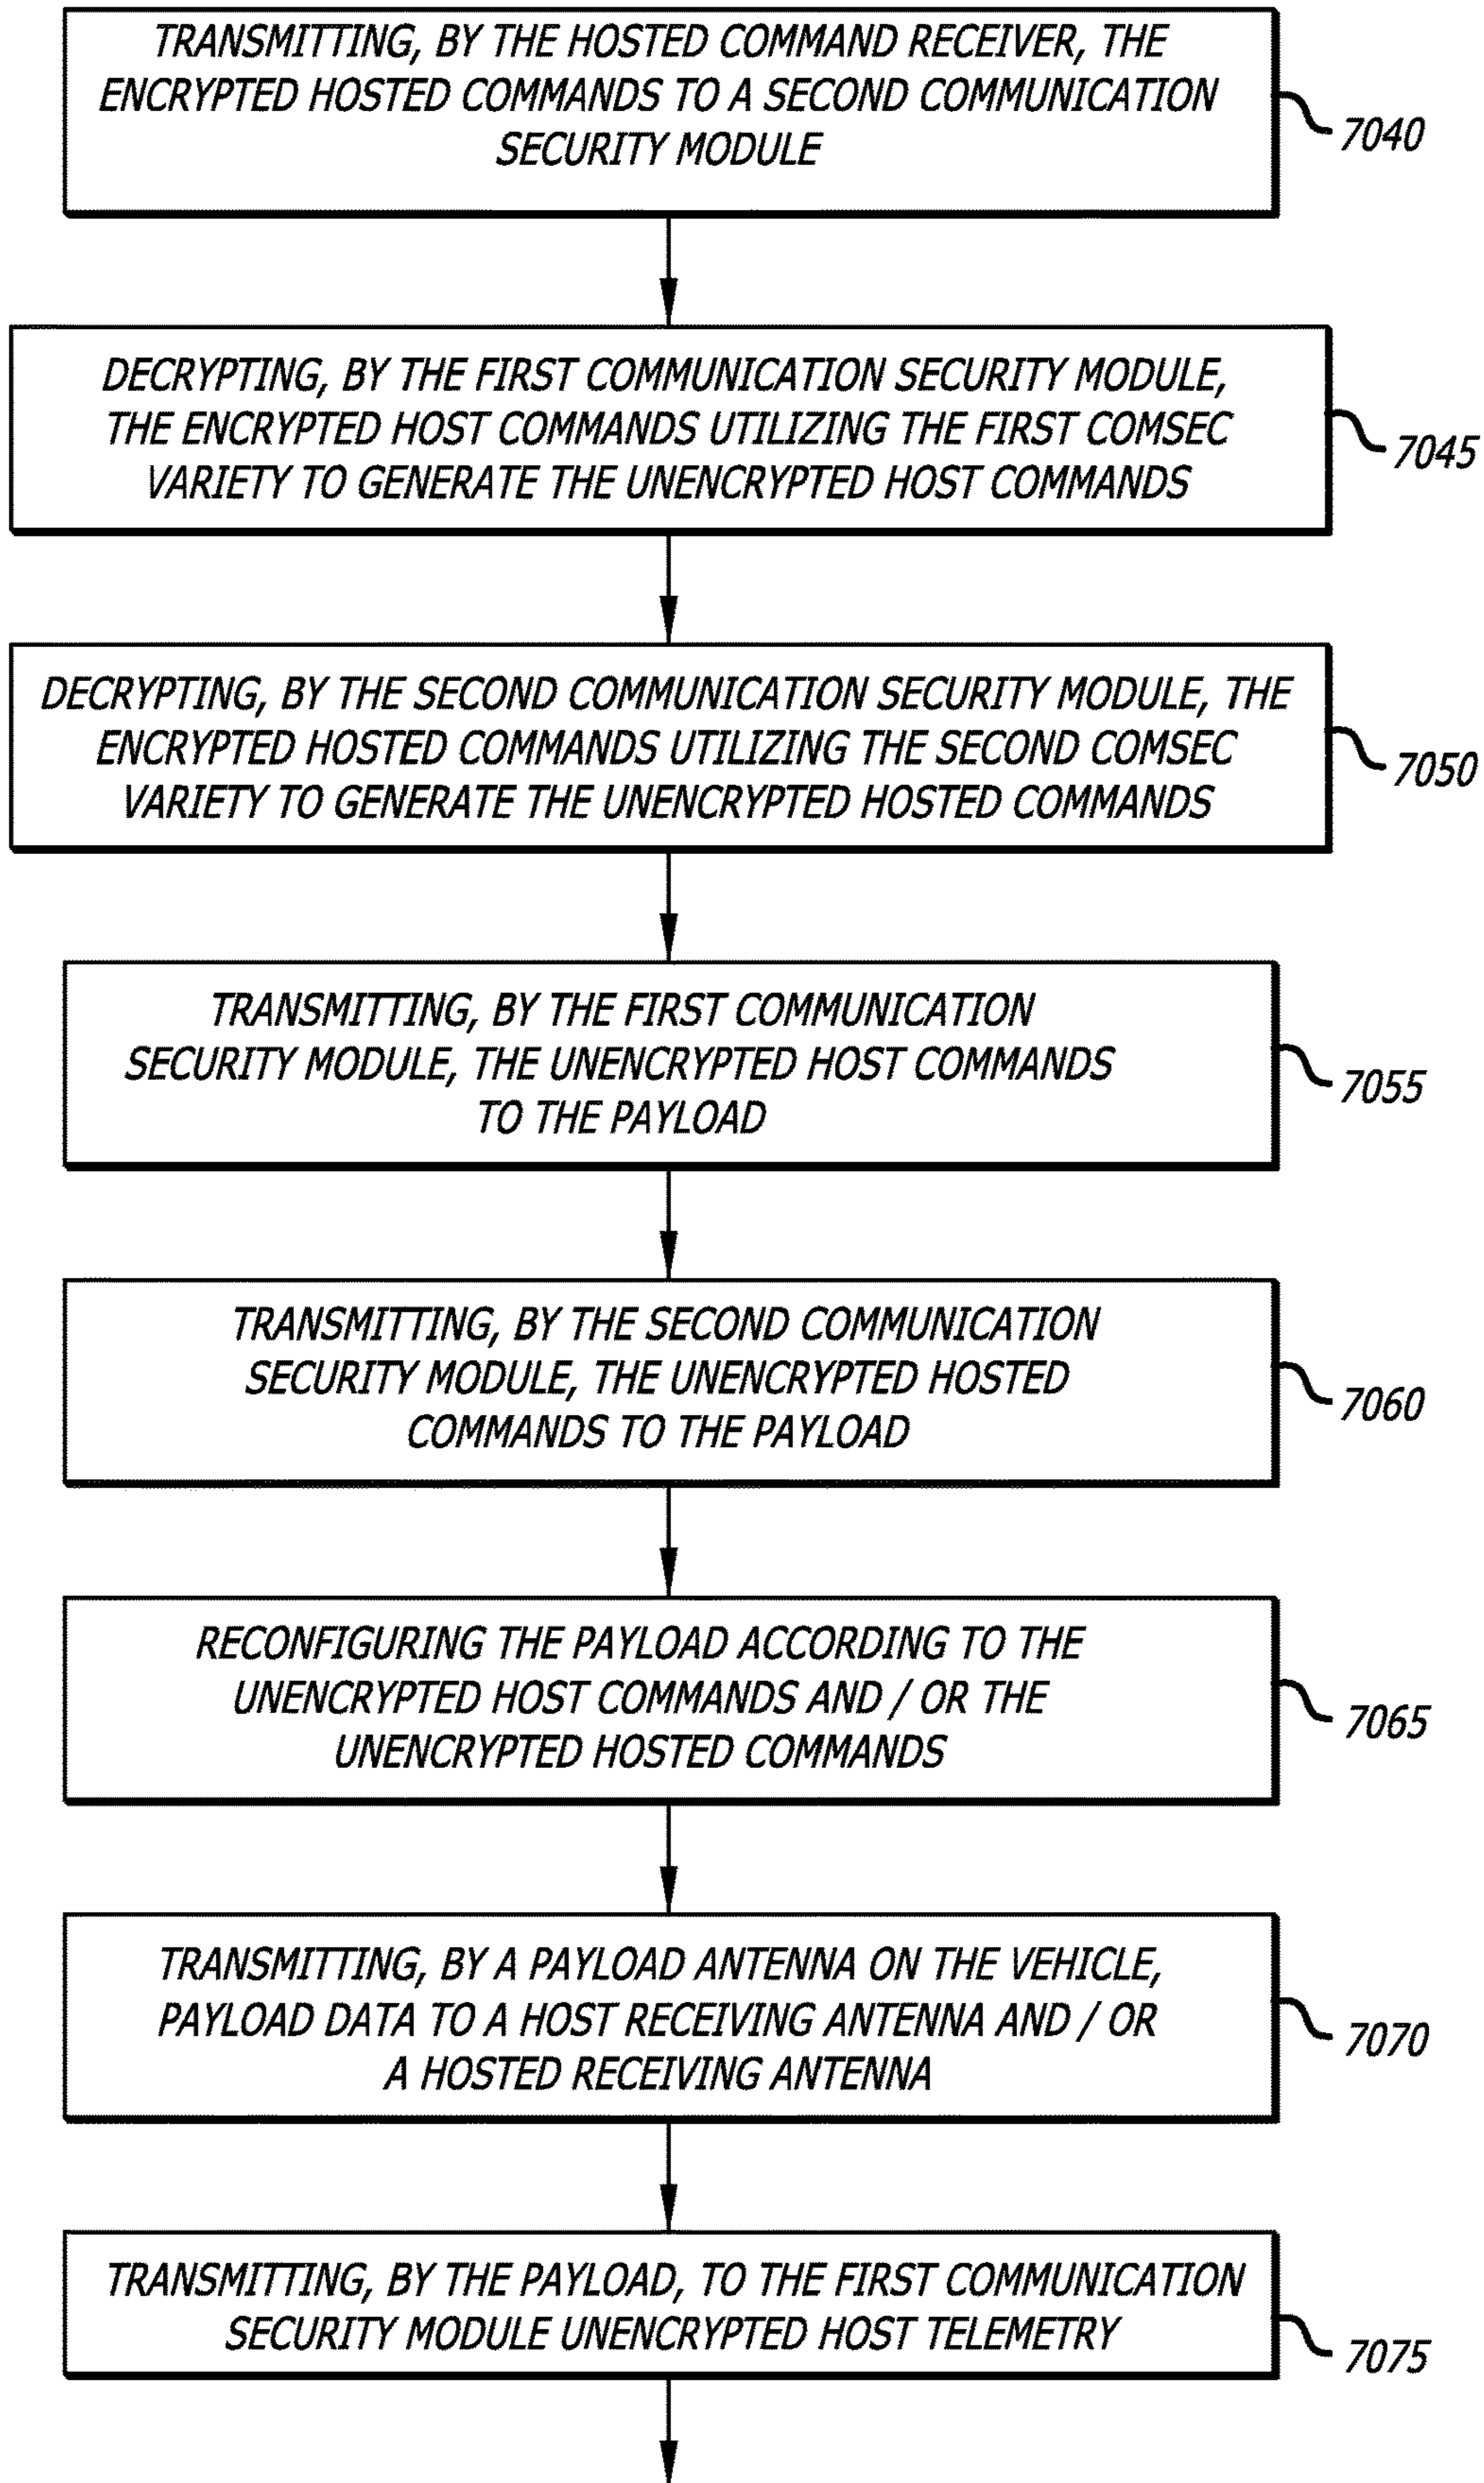 TRANSMITTING, BY THE HOSTED COMMAND RECEIVER, THE
ENCRYPTED HOSTED COMMANDS TO A SECOND COMMUNICATION
SECURITY MODULE
7040
DECRYPTING, BY THE FIRST COMMUNICATION SECURITY MODULE,
THE ENCRYPTED HOST COMMANDS UTILIZING THE FIRST COMSEC
VARIETY TO GENERATE THE UNENCRYPTED HOST COMMANDS
7045
DECRYPTING, BY THE SECOND COMMUNICATION SECURITY MODULE, THE
ENCRYPTED HOSTED COMMANDS UTILIZING THE SECOND COMSEC
VARIETY TO GENERATE THE UNENCRYPTED HOSTED COMMANDS
7050
TRANSMITTING, BY THE FIRST COMMUNICATION
SECURITY MODULE, THE UNENCRYPTED HOST COMMANDS
TO THE PAYLOAD
7055
TRANSMITTING, BY THE SECOND COMMUNICATION
SECURITY MODULE, THE UNENCRYPTED HOSTED
COMMANDS TO THE PAYLOAD
7060
RECONFIGURING THE PAYLOAD ACCORDING TO THE
UNENCRYPTED HOST COMMANDS AND / OR THE
UNENCRYPTED HOSTED COMMANDS
7065
TRANSMITTING, BY A PAYLOAD ANTENNA ON THE VEHICLE,
PAYLOAD DATA TO A HOST RECEIVING ANTENNA AND / OR
A HOSTED RECEIVING ANTENNA
7070
TRANSMITTING, BY THE PAYLOAD, TO THE FIRST COMMUNICATION
SECURITY MODULE UNENCRYPTED HOST TELEMETRY
7075